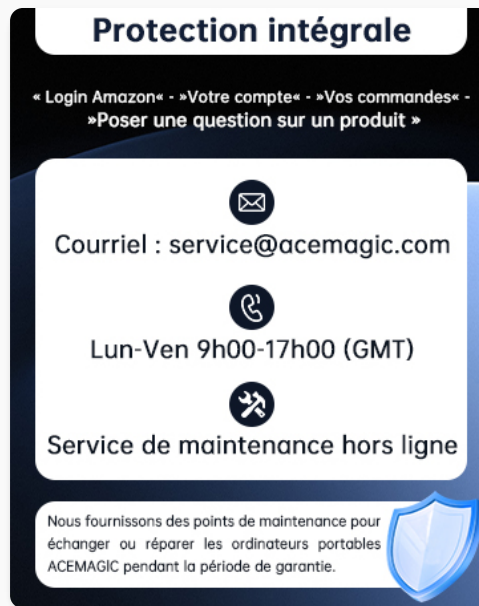 Protection intégrale
« Login Amazon« - »Votre compte« - »Vos commandes« -
»Poser une question sur un produit »
Courriel : service@acemagic.com
Lun-Ven 9h00-17h00 (GMT)
Service de maintenance hors ligne
Nous fournissons des points de maintenance pour
échanger ou réparer les ordinateurs portables
ACEMAGIC pendant la période de garantie.